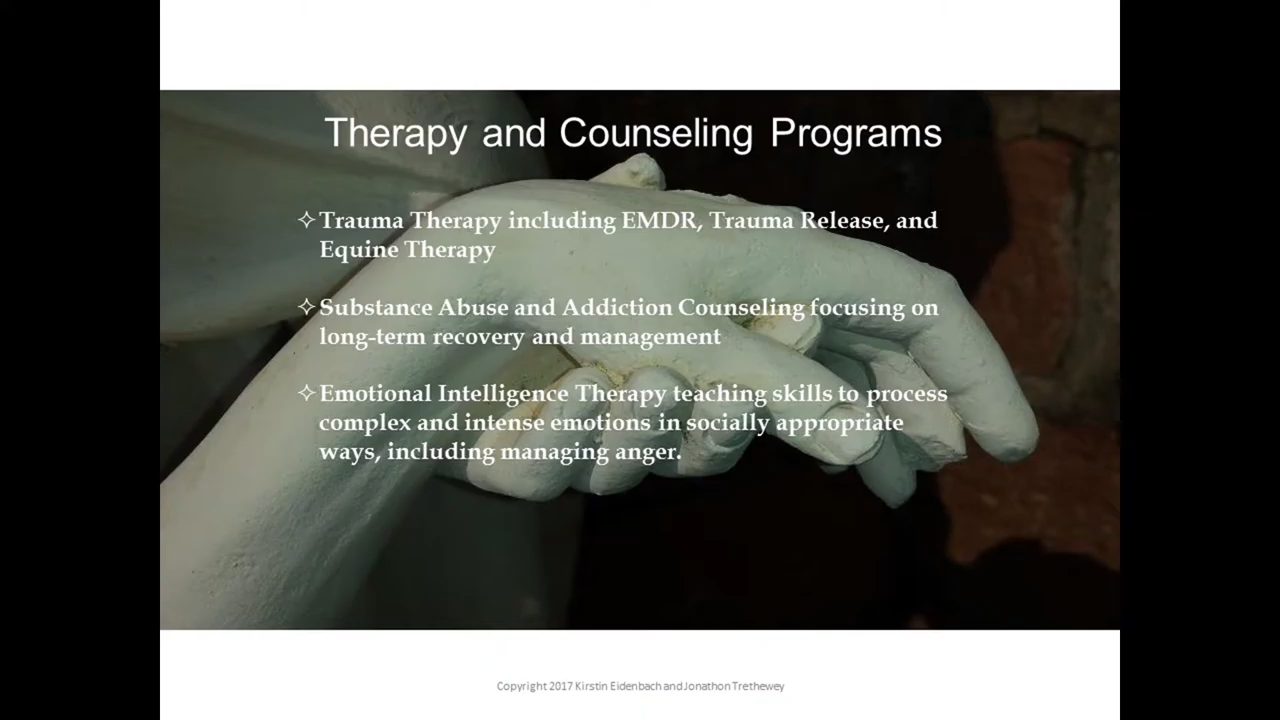 Therapy and Counseling Programs
✧Trauma Therapy including EMDR, Trauma Release, and
Equine Therapy
✧Substance Abuse and Addiction Counseling focusing on
long-term recovery and management
✧Emotional Intelligence Therapy teaching skills to process
complex and intense emotions in socially appropriate
ways, including managing anger.
Copyright 2017 Kirstin Eidenbach and Jonathon Trethewey